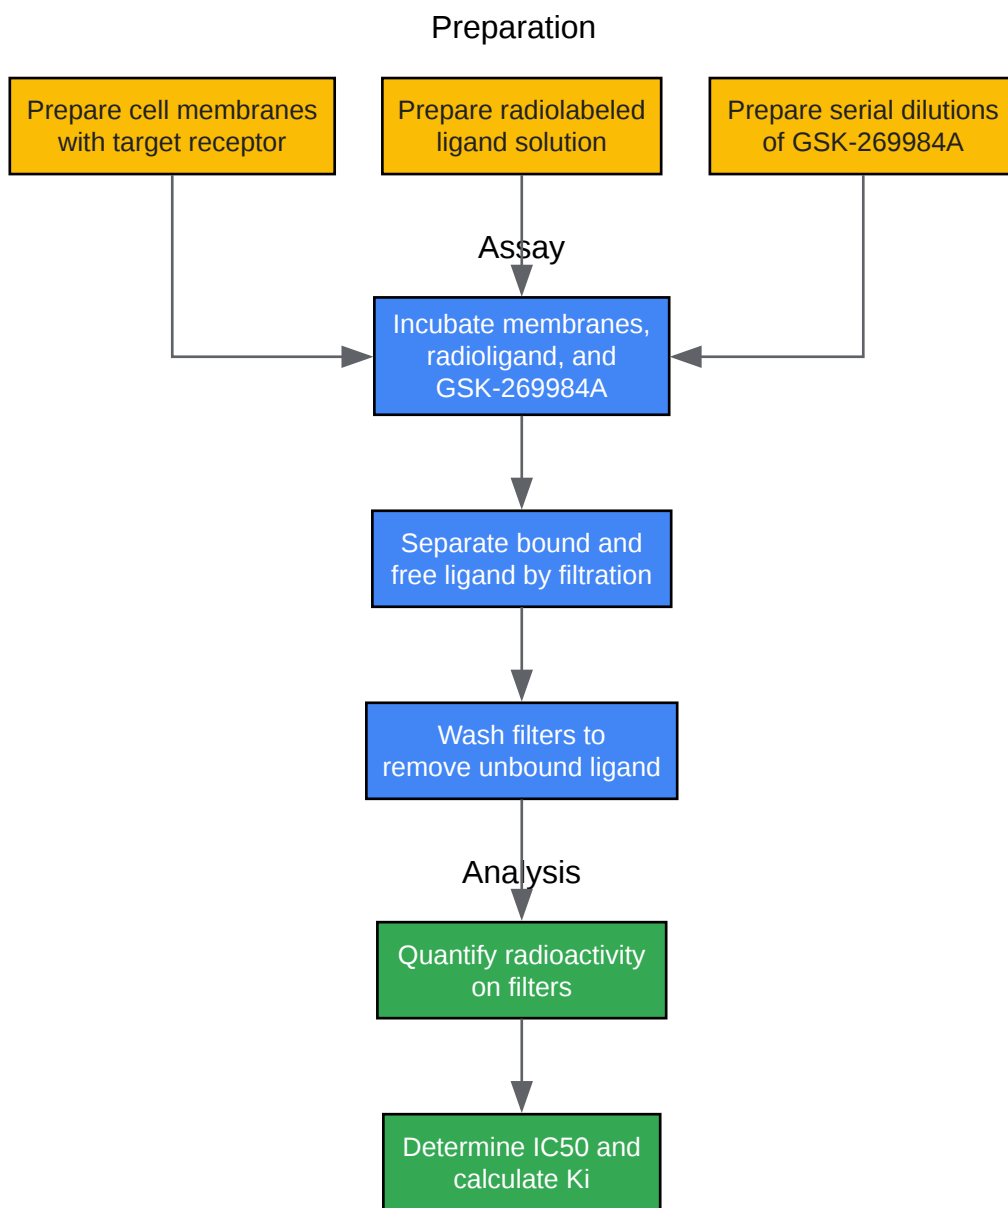 Preparation
Prepare cell membranes
with target receptor
Prepare radiolabeled
ligand solution
Prepare serial dilutions
of GSK-269984A
Assay
Incubate membranes,
radioligand, and
GSK-269984A
Separate bound and
free ligand by filtration
Wash filters to
remove unbound ligand
Analysis
Quantify radioactivity
on filters
Determine IC50 and
calculate Ki